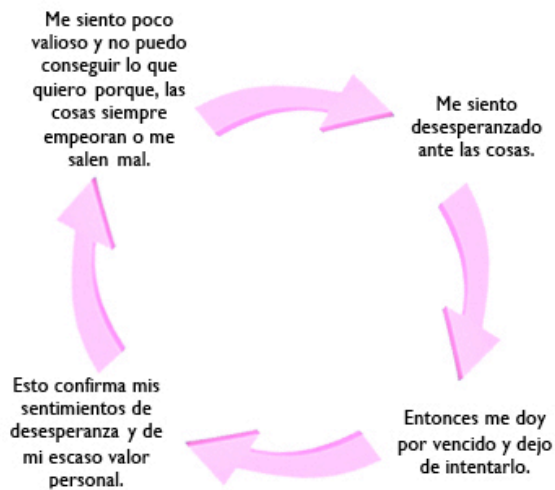 Me siento poco
valioso y no puedo
conseguir lo que
quiero porque, las
cosas siempre
empeoran o me
salen mal.
Me siento
desesperanzado
ante las cosas.
Entonces me doy
por vencido y dejo
de intentarlo.
Esto confirma mis
sentimientos de
desesperanza y de
mi escaso valor
personal.